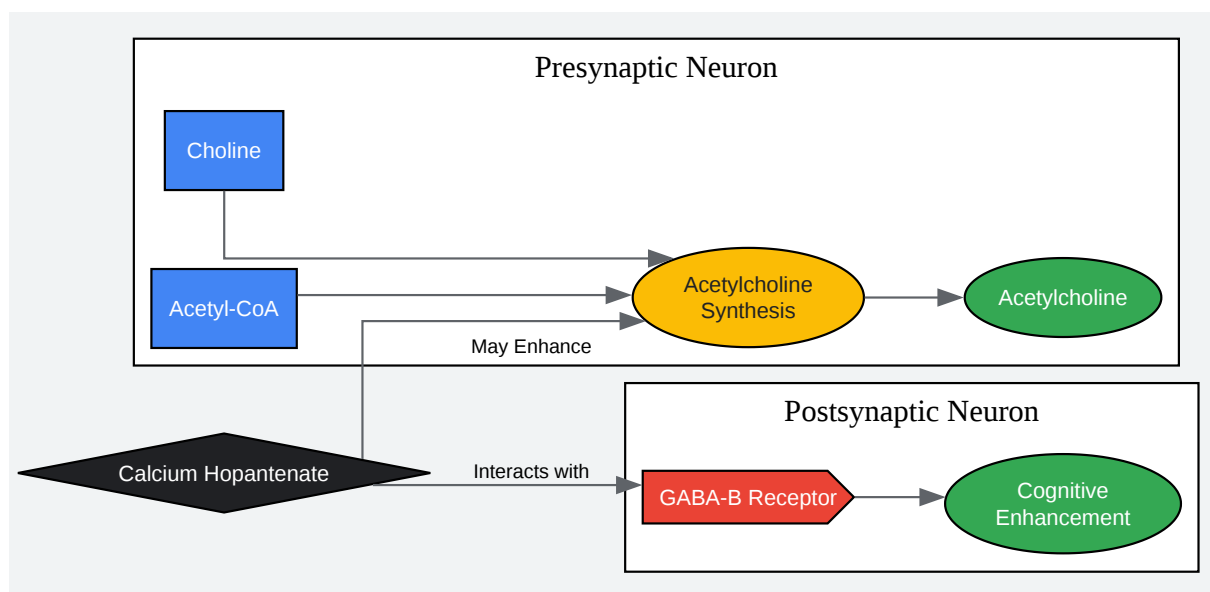 Presynaptic Neuron
Choline
Acetyl-CoA
Acetylcholine
Synthesis
Acetylcholine
May Enhance
Postsynaptic Neuron
Calcium Hopantenate
Interacts with
GABA-B Receptor
Cognitive
Enhancement